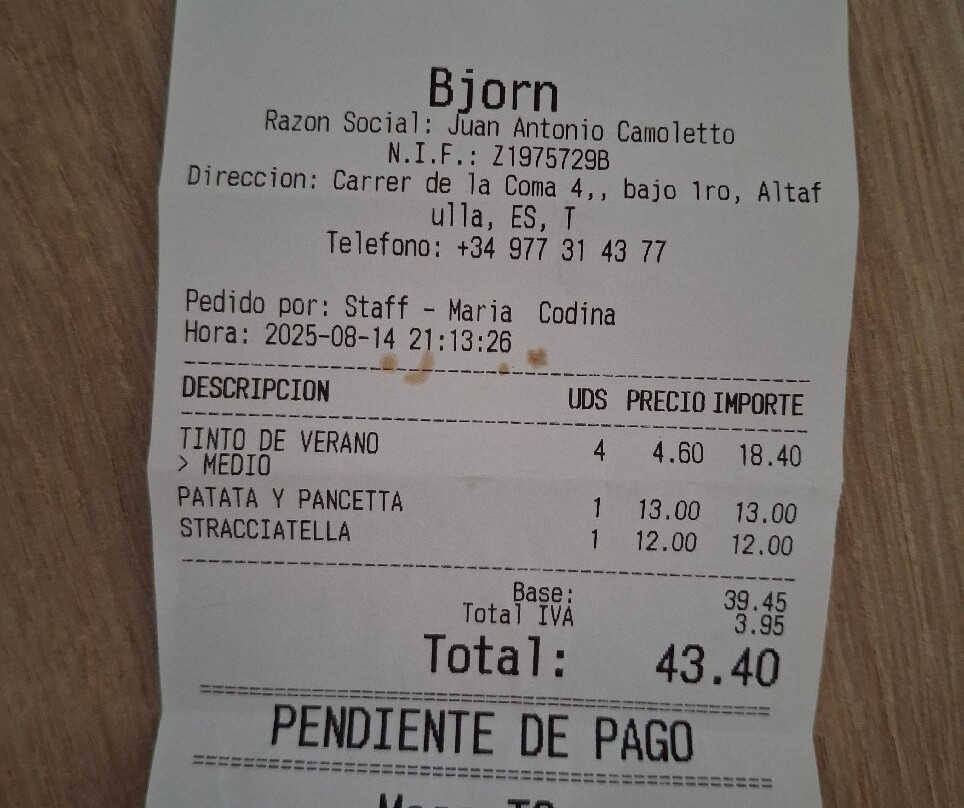 Bjorn
Razon Social: Juan Antonio Camoletto
N.I.F.: Z1975729B
Direccion: Carrer de la Coma 4,, bajo 1ro, Altaf
ulla, ES, T
Telefono: +34 977 31 43 77
Pedido por: Staff - Maria Codina
Hora: 2025-08-14 21:13:26
DESCRIPCION UDS PRECIO IMPORTE
TINTO DE VERANO 4 4.60 18.40
> MEDIO
PATATA Y PANCETTA 1 13.00 13.00
STRACCIATELLA 1 12.00 12.00
Base: 39.45
Total IVA 3.95
Total: 43.40
PENDIENTE DE PAGO